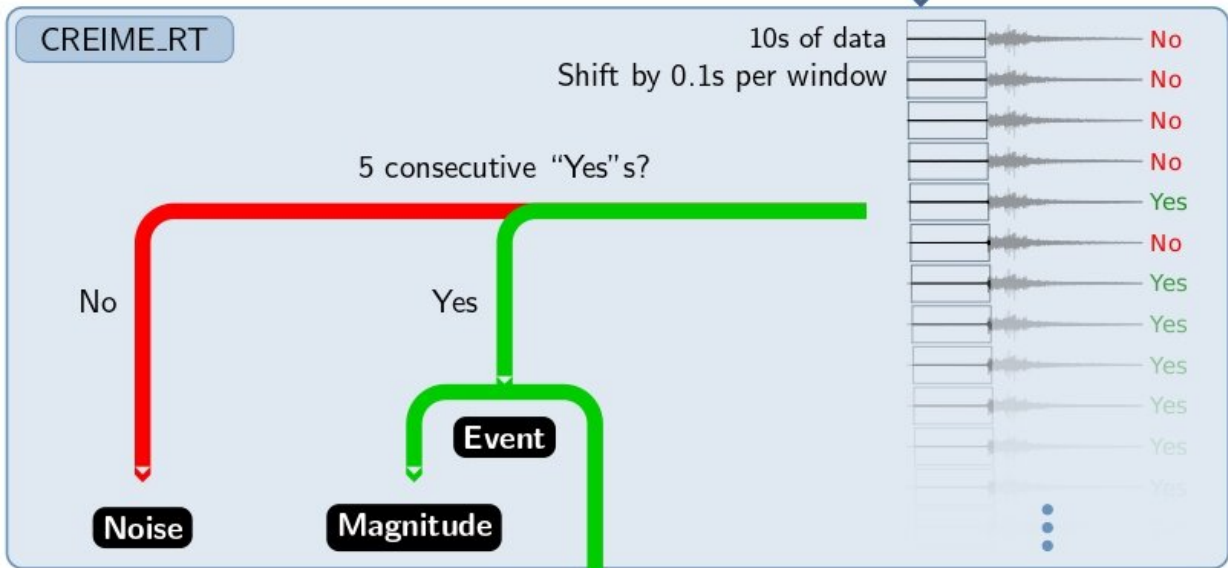 CREIME_RT
10s of data
Shift by 0.1s per window
5 consecutive “Yes”s?
No
Yes
Event
Noise
Magnitude
No
No
No
No
Yes
No
Yes
Yes
Yes
Yes
Yes
Yes